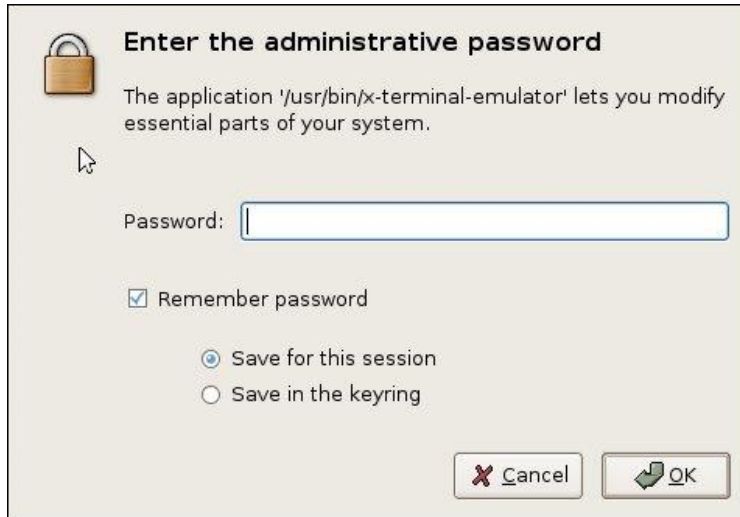 Enter the administrative password
The application '/usr/bin/x-terminal-emulator' lets you modify
essential parts of your system.
Password:
Remember password
Save for this session
Save in the keyring
Cancel
OK